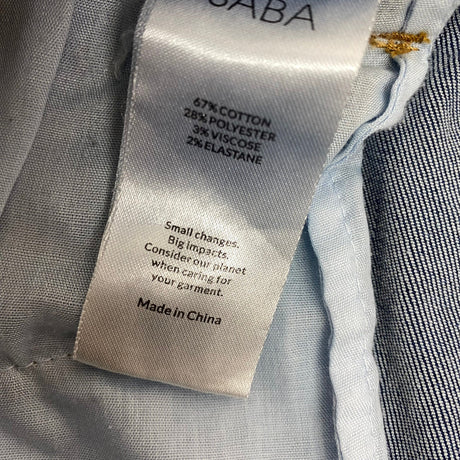 SABA
67% COTTON
28% POLYESTER
3% VISCOSE
2% ELASTANE
Small changes.
Big impacts.
Consider our planet
when caring for
your garment.
Made in China